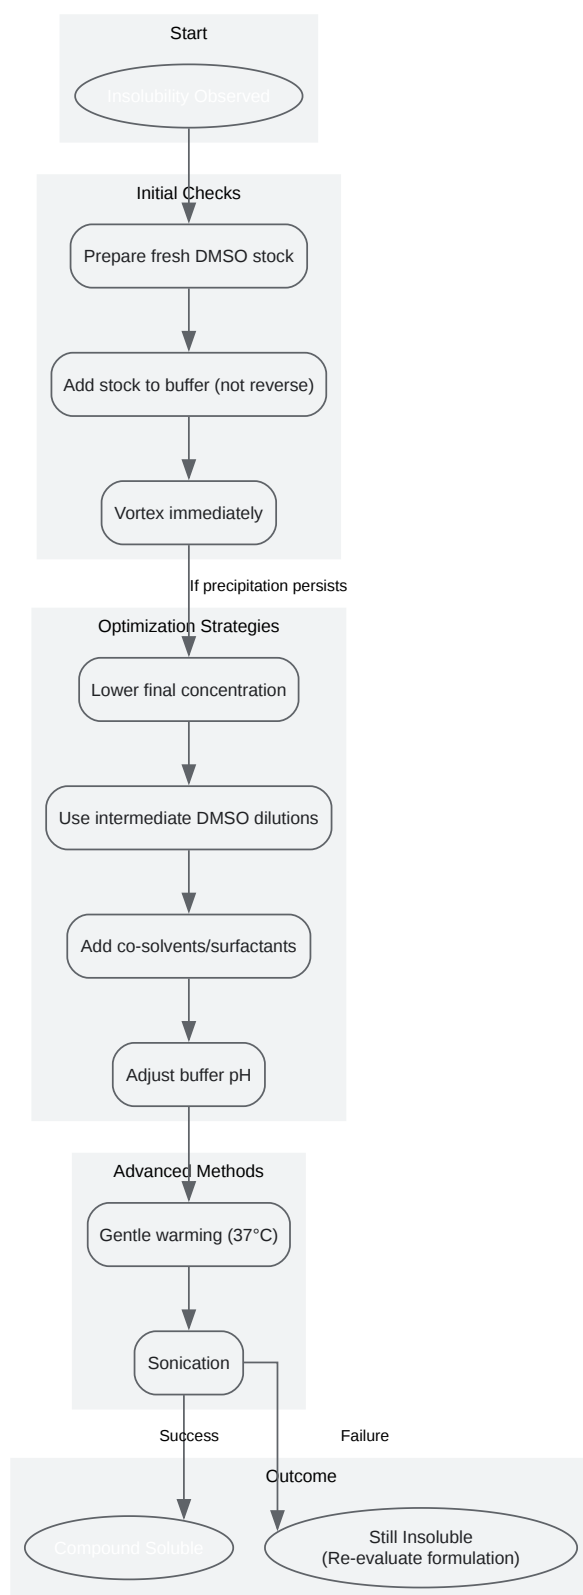 Start
Insolubility Observed
Initial Checks
Prepare fresh DMSO stock
Add stock to buffer (not reverse)
Vortex immediately
If precipitation persists
Optimization Strategies
Lower final concentration
Use intermediate DMSO dilutions
Add co-solvents/surfactants
Adjust buffer pH
Advanced Methods
Gentle warming (37°C)
Sonication
Success
Failure
Outcome
Compound Soluble
Still Insoluble
(Re-evaluate formulation)